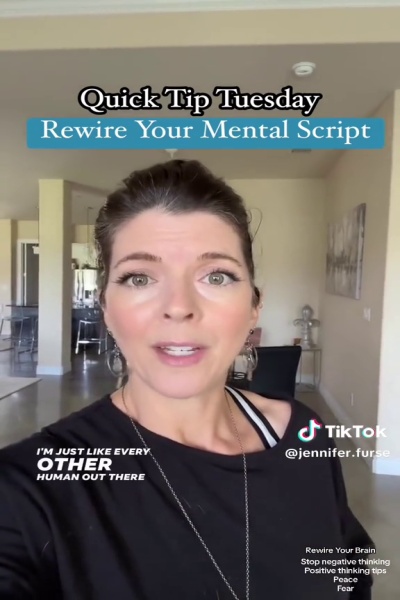 Quick Tip Tuesday
Rewire Your Mental Script
I'M JUST LIKE EVERY
OTHER
HUMAN OUT THERE
TikTok
@jennifer.furse
Rewire Your Brain
Stop negative thinking
Positive thinking tips
Peace
Fear